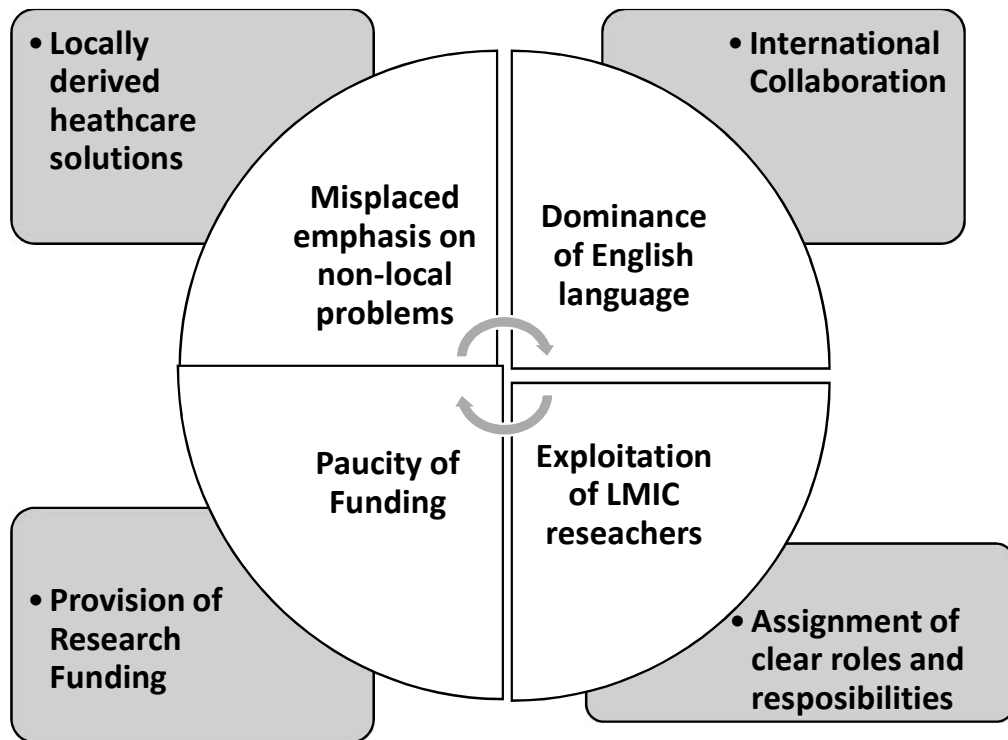 • Locally
derived
heathcare
solutions
• International
Collaboration
Misplaced
emphasis on
non-local
problems
Dominance
of English
language
Paucity of
Funding
Exploitation
of LMIC
reseachers
• Provision of
Research
Funding
• Assignment of
clear roles and
resposibilities